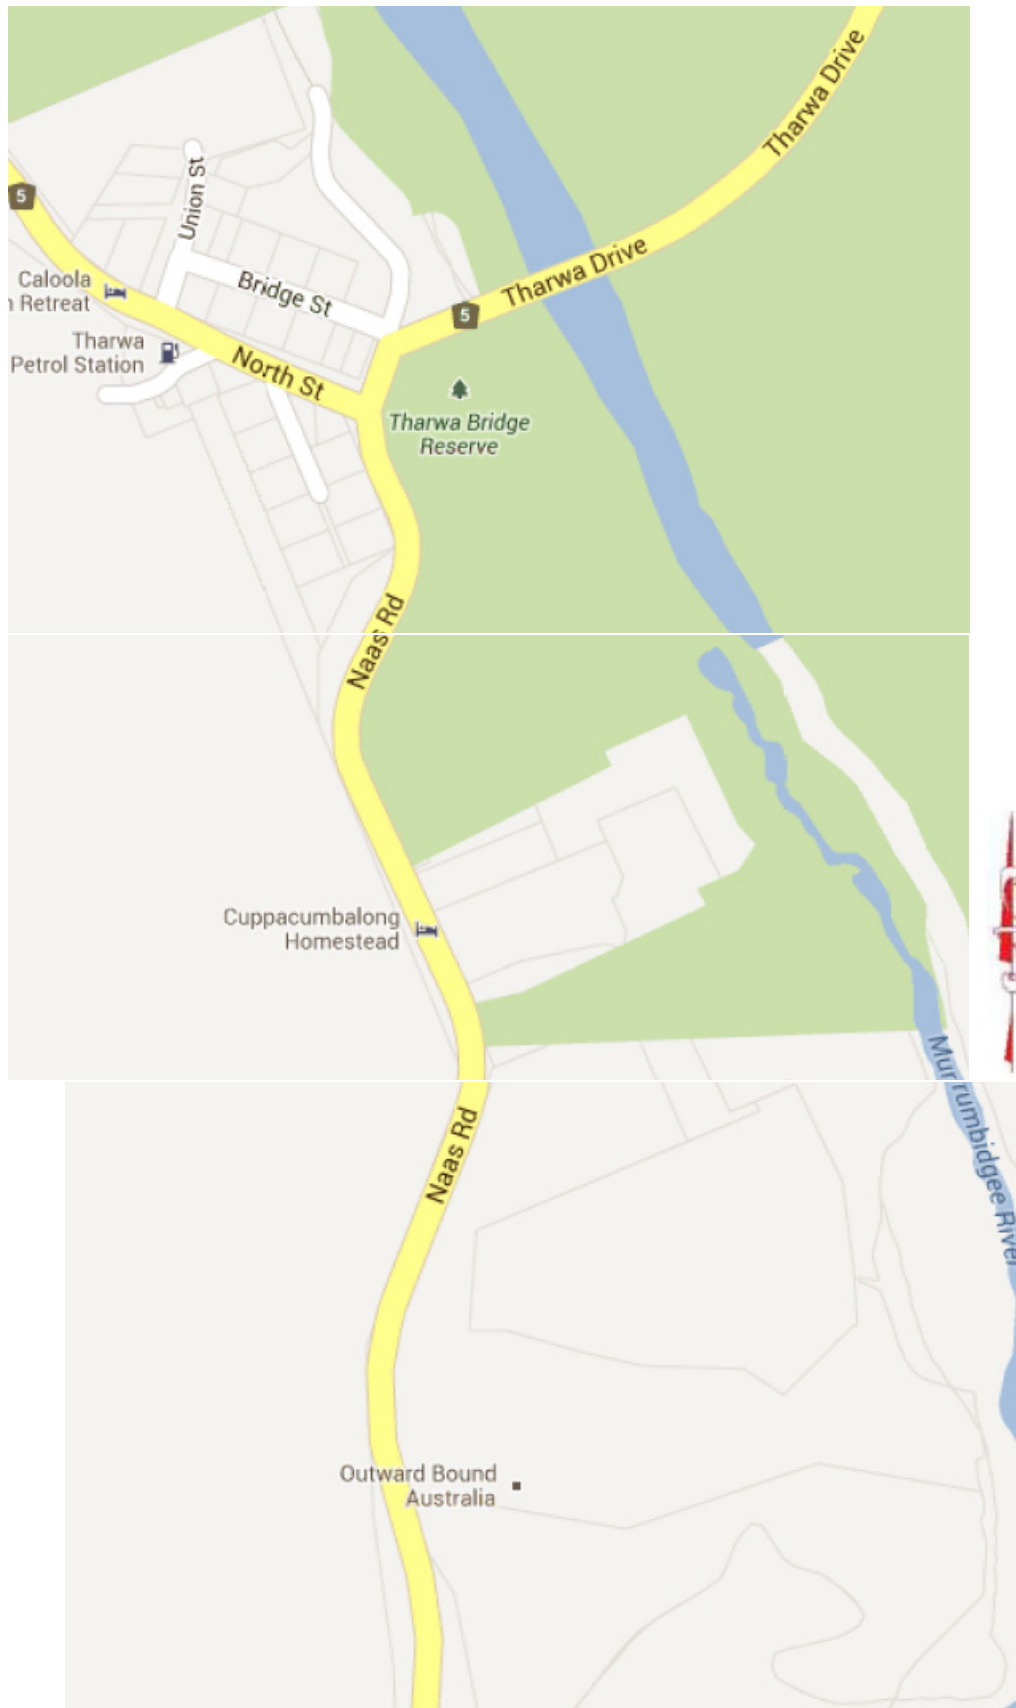 Tharwa Drive
Union St
5
Tharwa Drive
Caloola
n Retreat
Bridge St
5
Tharwa
Petrol Station
North St
Tharwa Bridge
Reserve
Naas Rd
Cuppacumbalong
Homestead
Murrumbidgee River
Naas Rd
Outward Bound
Australia